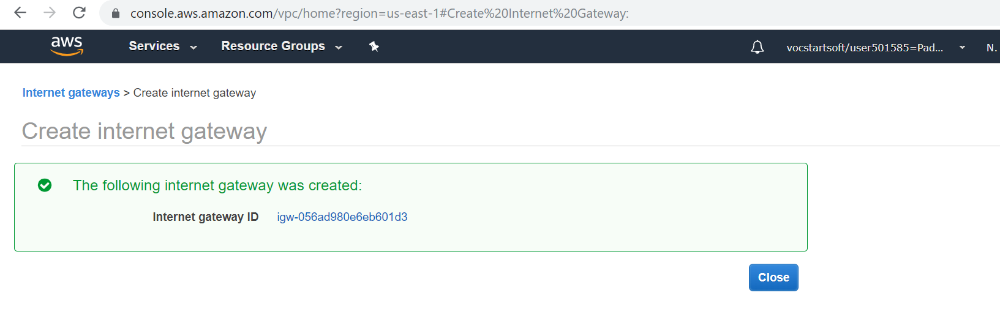 console.aws.amazon.com/vpc/home?region=us-east-1#Create%20Internet%20Gateway:
aws Services Resource Groups vocstartsoft/user501585=Pad... N.
Internet gateways > Create internet gateway
Create internet gateway
The following internet gateway was created:
Internet gateway ID igw-056ad980e6eb601d3
Close